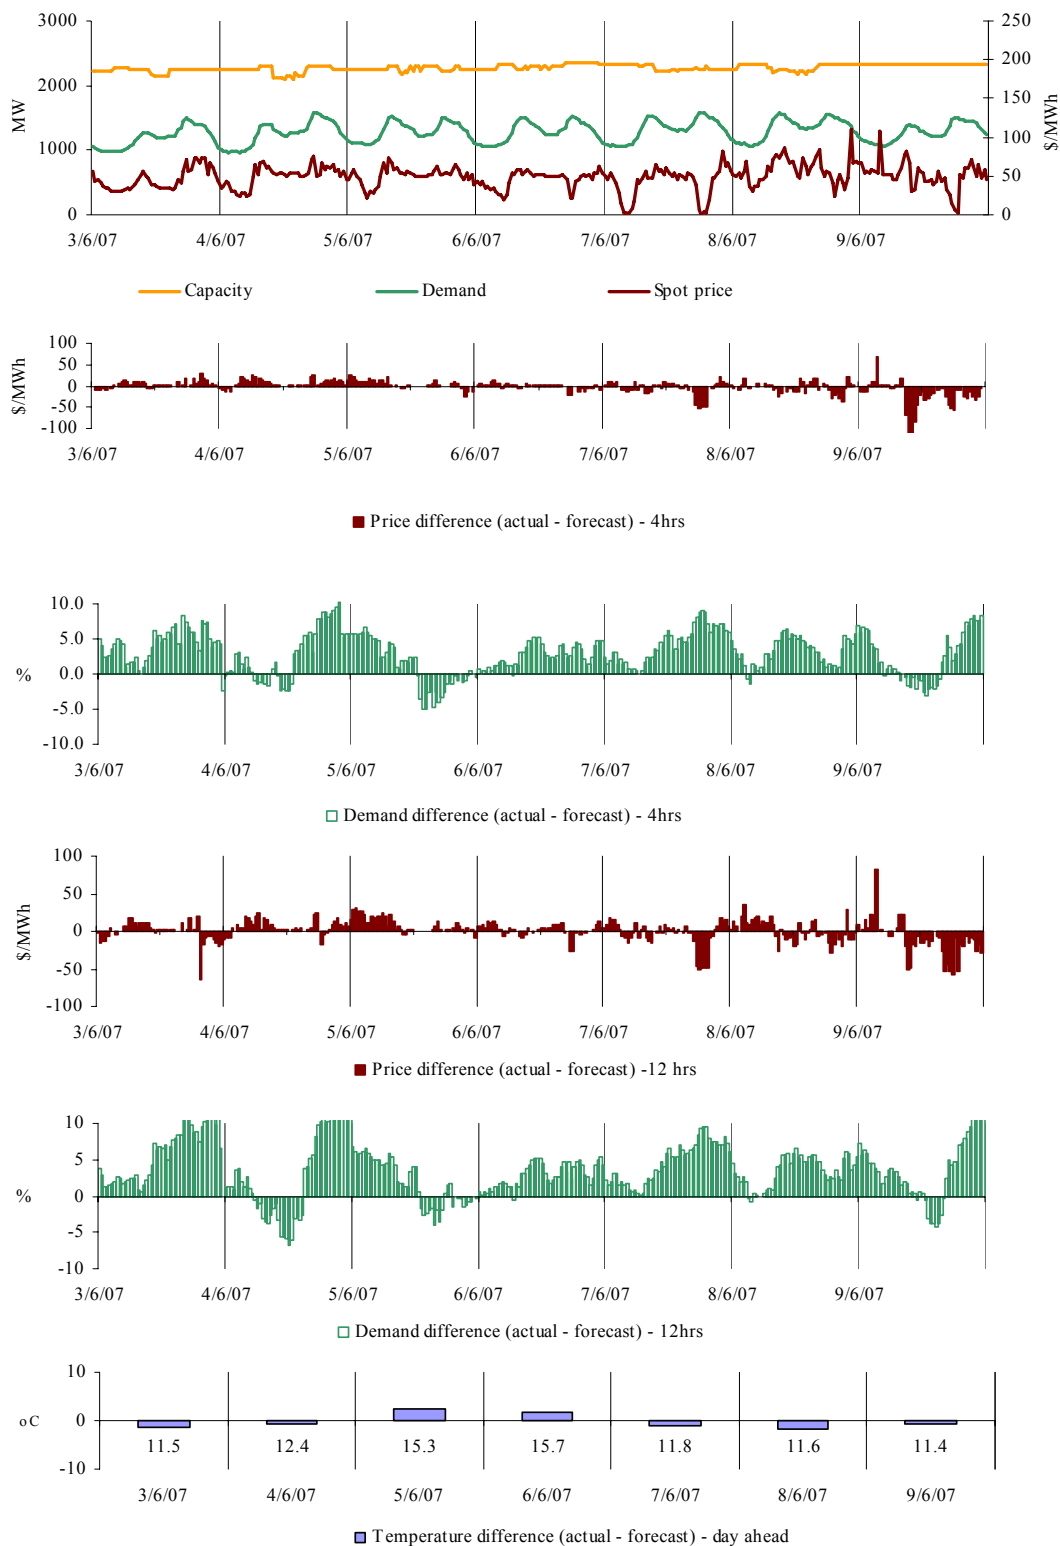 3000 250
200
2000
150
MW $/MWh
100
1000
50
0 0
3/6/07 4/6/07 5/6/07 6/6/07 7/6/07 8/6/07 9/6/07
Capacity Demand Spot price
100
50
$/MWh 0
-50
-100
3/6/07 4/6/07 5/6/07 6/6/07 7/6/07 8/6/07 9/6/07
Price difference (actual - forecast) - 4hrs
10.0
5.0
% 0.0
-5.0
-10.0
3/6/07 4/6/07 5/6/07 6/6/07 7/6/07 8/6/07 9/6/07
Demand difference (actual - forecast) - 4hrs
100
50
$/MWh 0
-50
-100
3/6/07 4/6/07 5/6/07 6/6/07 7/6/07 8/6/07 9/6/07
Price difference (actual - forecast) -12 hrs
10
5
% 0
-5
-10
3/6/07 4/6/07 5/6/07 6/6/07 7/6/07 8/6/07 9/6/07
Demand difference (actual - forecast) - 12hrs
10
oC 0
11.5 12.4 15.3 15.7 11.8 11.6 11.4
-10
3/6/07 4/6/07 5/6/07 6/6/07 7/6/07 8/6/07 9/6/07
Temperature difference (actual - forecast) - day ahead